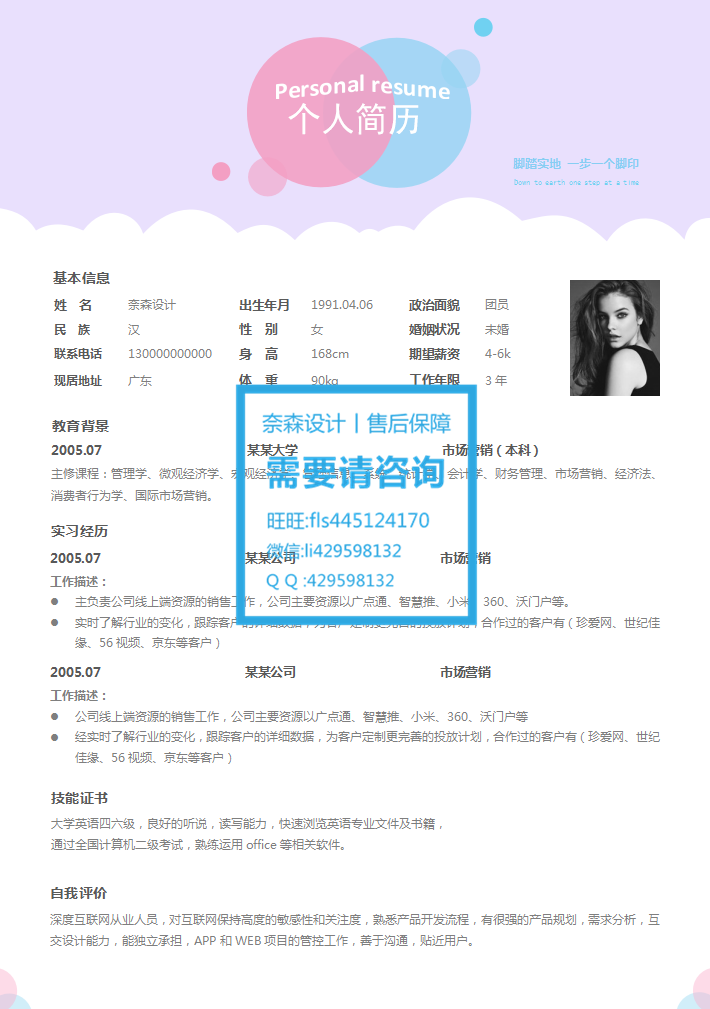 Personal resume
个人简历
脚踏实地 一步一个脚印
Down to earth one step at a time
基本信息
姓 名 奈森设计 出生年月 1991.04.06 政治面貌 团员
民 族 汉 性 别 女 婚姻状况 未婚
联系电话 130000000000 身 高 168cm 期望薪资 4-6k
现居地址 广东 体 重 90kg 工作年限 3 年
奈森设计丨售后保障
需要请咨询
旺旺:fls445124170
微信:li429598132
Q Q :429598132
教育背景
2005.07 某某大学 市场营销（本科）
主修课程：管理学、微观经济学、宏观经济学、会计学、财务管理、市场营销、经济法、
消费者行为学、国际市场营销。
实习经历
2005.07 某某公司 市场营销
工作描述：
● 主负责公司线上端资源的销售工作，公司主要资源以广点通、智慧推、小米、360、沃门户等。
● 实时了解行业的变化，跟踪客户的详细数据，为客户定制更完善的投放计划，合作过的客户有（珍爱网、世纪佳
缘、56 视频、京东等客户）
2005.07 某某公司 市场营销
工作描述：
● 公司线上端资源的销售工作，公司主要资源以广点通、智慧推、小米、360、沃门户等
● 经实时了解行业的变化，跟踪客户的详细数据，为客户定制更完善的投放计划，合作过的客户有（珍爱网、世纪
佳缘、56 视频、京东等客户）
技能证书
大学英语四六级，良好的听说，读写能力，快速浏览英语专业文件及书籍，
通过全国计算机二级考试，熟练运用 office 等相关软件。
自我评价
深度互联网从业人员，对互联网保持高度的敏感性和关注度，熟悉产品开发流程，有很强的产品规划，需求分析，互
交设计能力，能独立承担，APP 和 WEB 项目的管控工作，善于沟通，贴近用户。